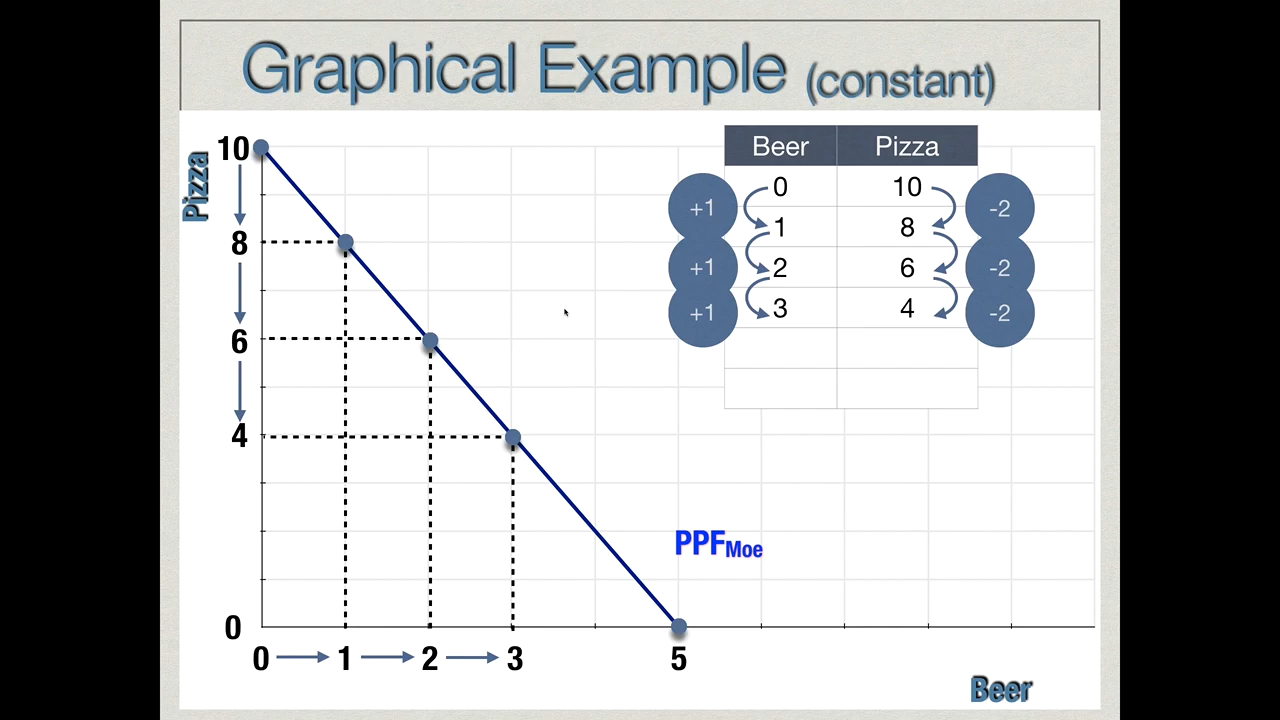 Graphical Example (constant)
Pizza
10
8
6
4
0
0 1 2 3 5
Beer
PPFMoe
Beer Pizza
0 10
1 8
2 6
3 4
+1 -2
+1 -2
+1 -2